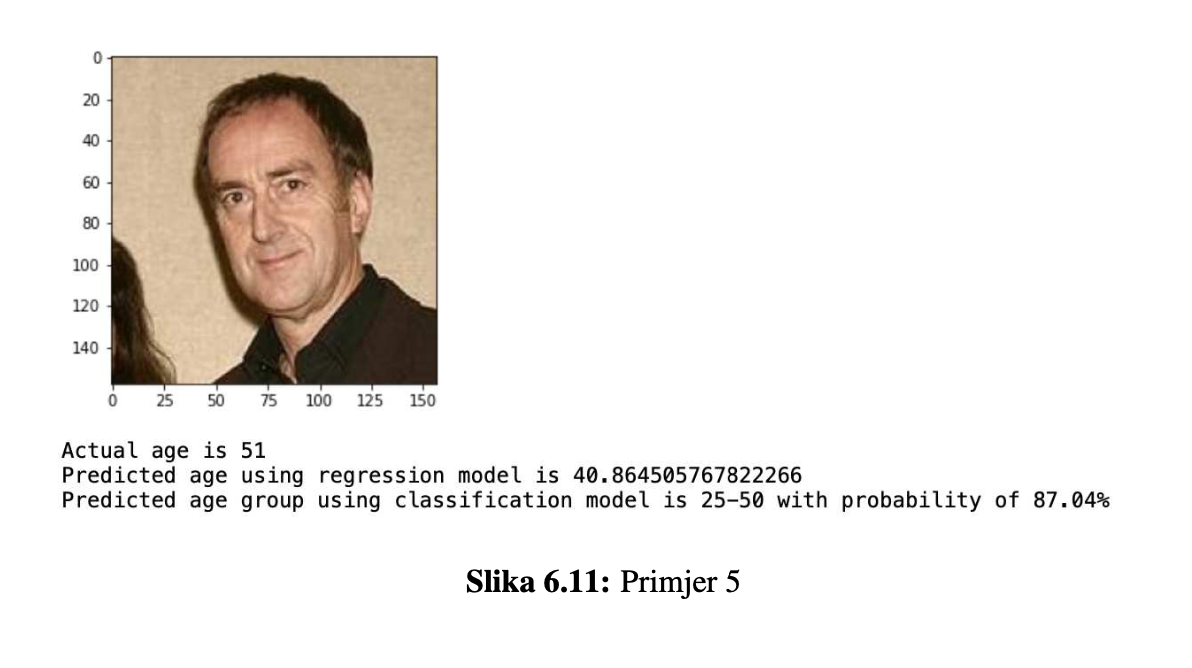 0
20
40
60
80
100
120
140
0 25 50 75 100 125 150
Actual age is 51
Predicted age using regression model is 40.864505767822266
Predicted age group using classification model is 25–50 with probability of 87.04%
Slika 6.11: Primjer 5